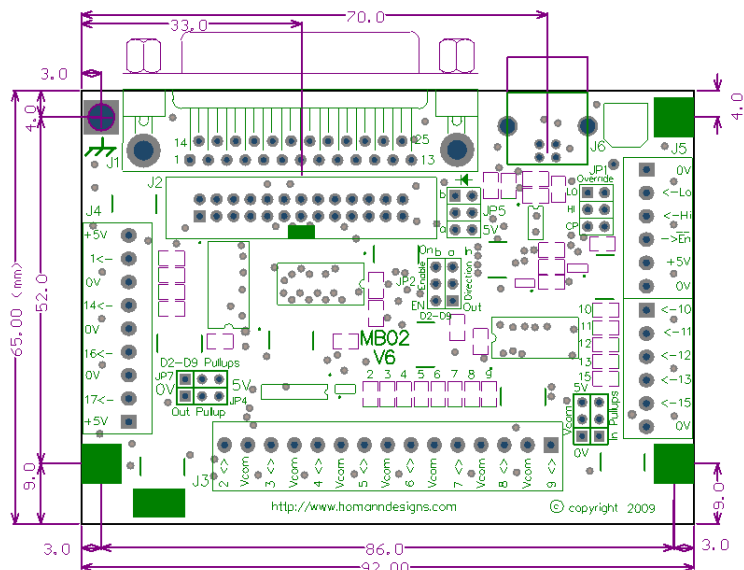 70.0
33.0
3.0
4.0
4.0
65.00 (mm)
52.0
9.0
9.0
3.0
86.0
3.0
92.00
14
25
1
13
J1
J2
J4
J6
J5
JP1
Override
LO
HI
CP
b
a
JP5
5V
0V
<-Lo
<-Hi
->En
+5V
0V
<-10
<-11
<-12
<-13
<-15
0V
+5V
1<-
0V
14<-
0V
16<-
0V
17<-
+5V
On b a In
JP2
Enable
Direction
EN
Out
D2-D9
MB02
V6
10
11
12
13
15
D2-D9 Pullups
JP7
0V
5V
JP4
Out Pullup
2 3 4 5 6 7 8 9
5V
Vcom
In Pullups
0V
J3
2 <> Vcom 3 <> Vcom 4 <> Vcom 5 <> Vcom 6 <> Vcom 7 <> Vcom 8 <> Vcom 9 <>
http://www.homanndesigns.com
© copyright 2009